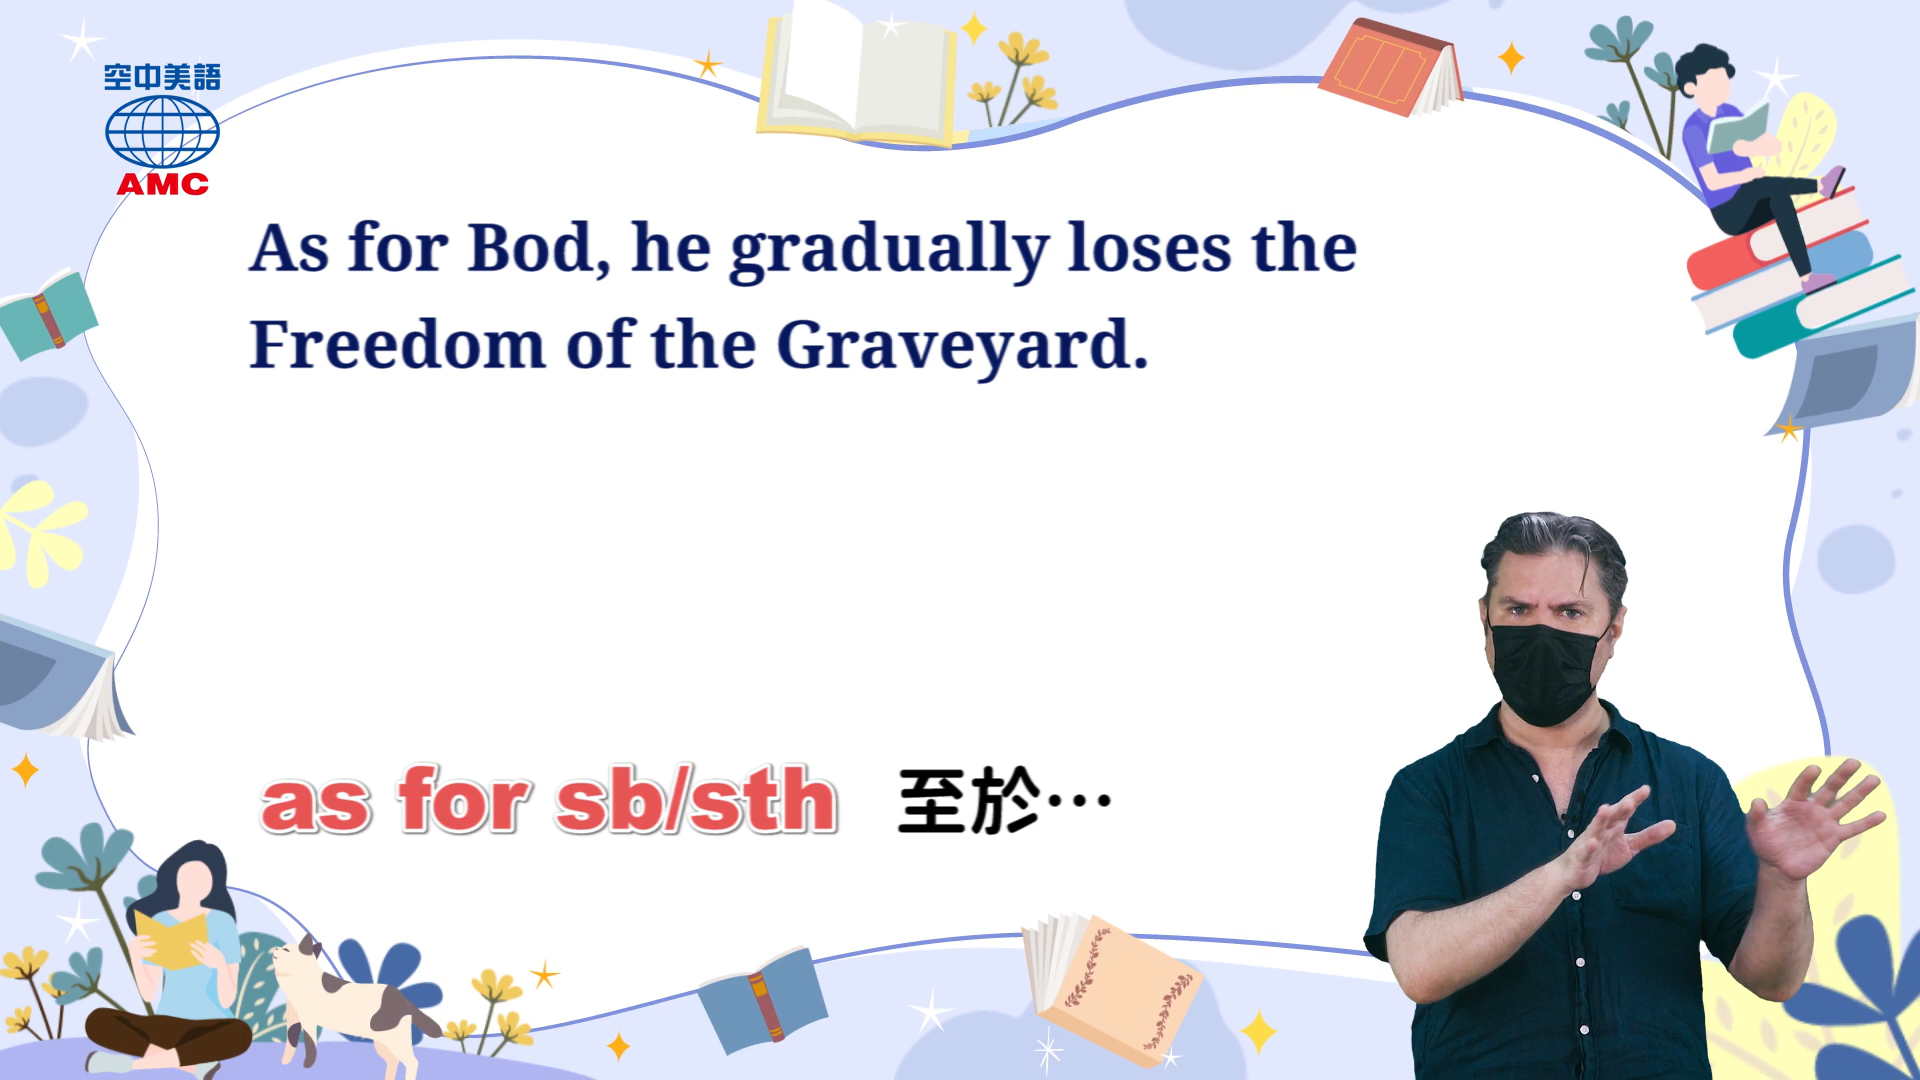 空中美語
AMC
As for Bod, he gradually loses the
Freedom of the Graveyard.
as for sb/sth 至於…